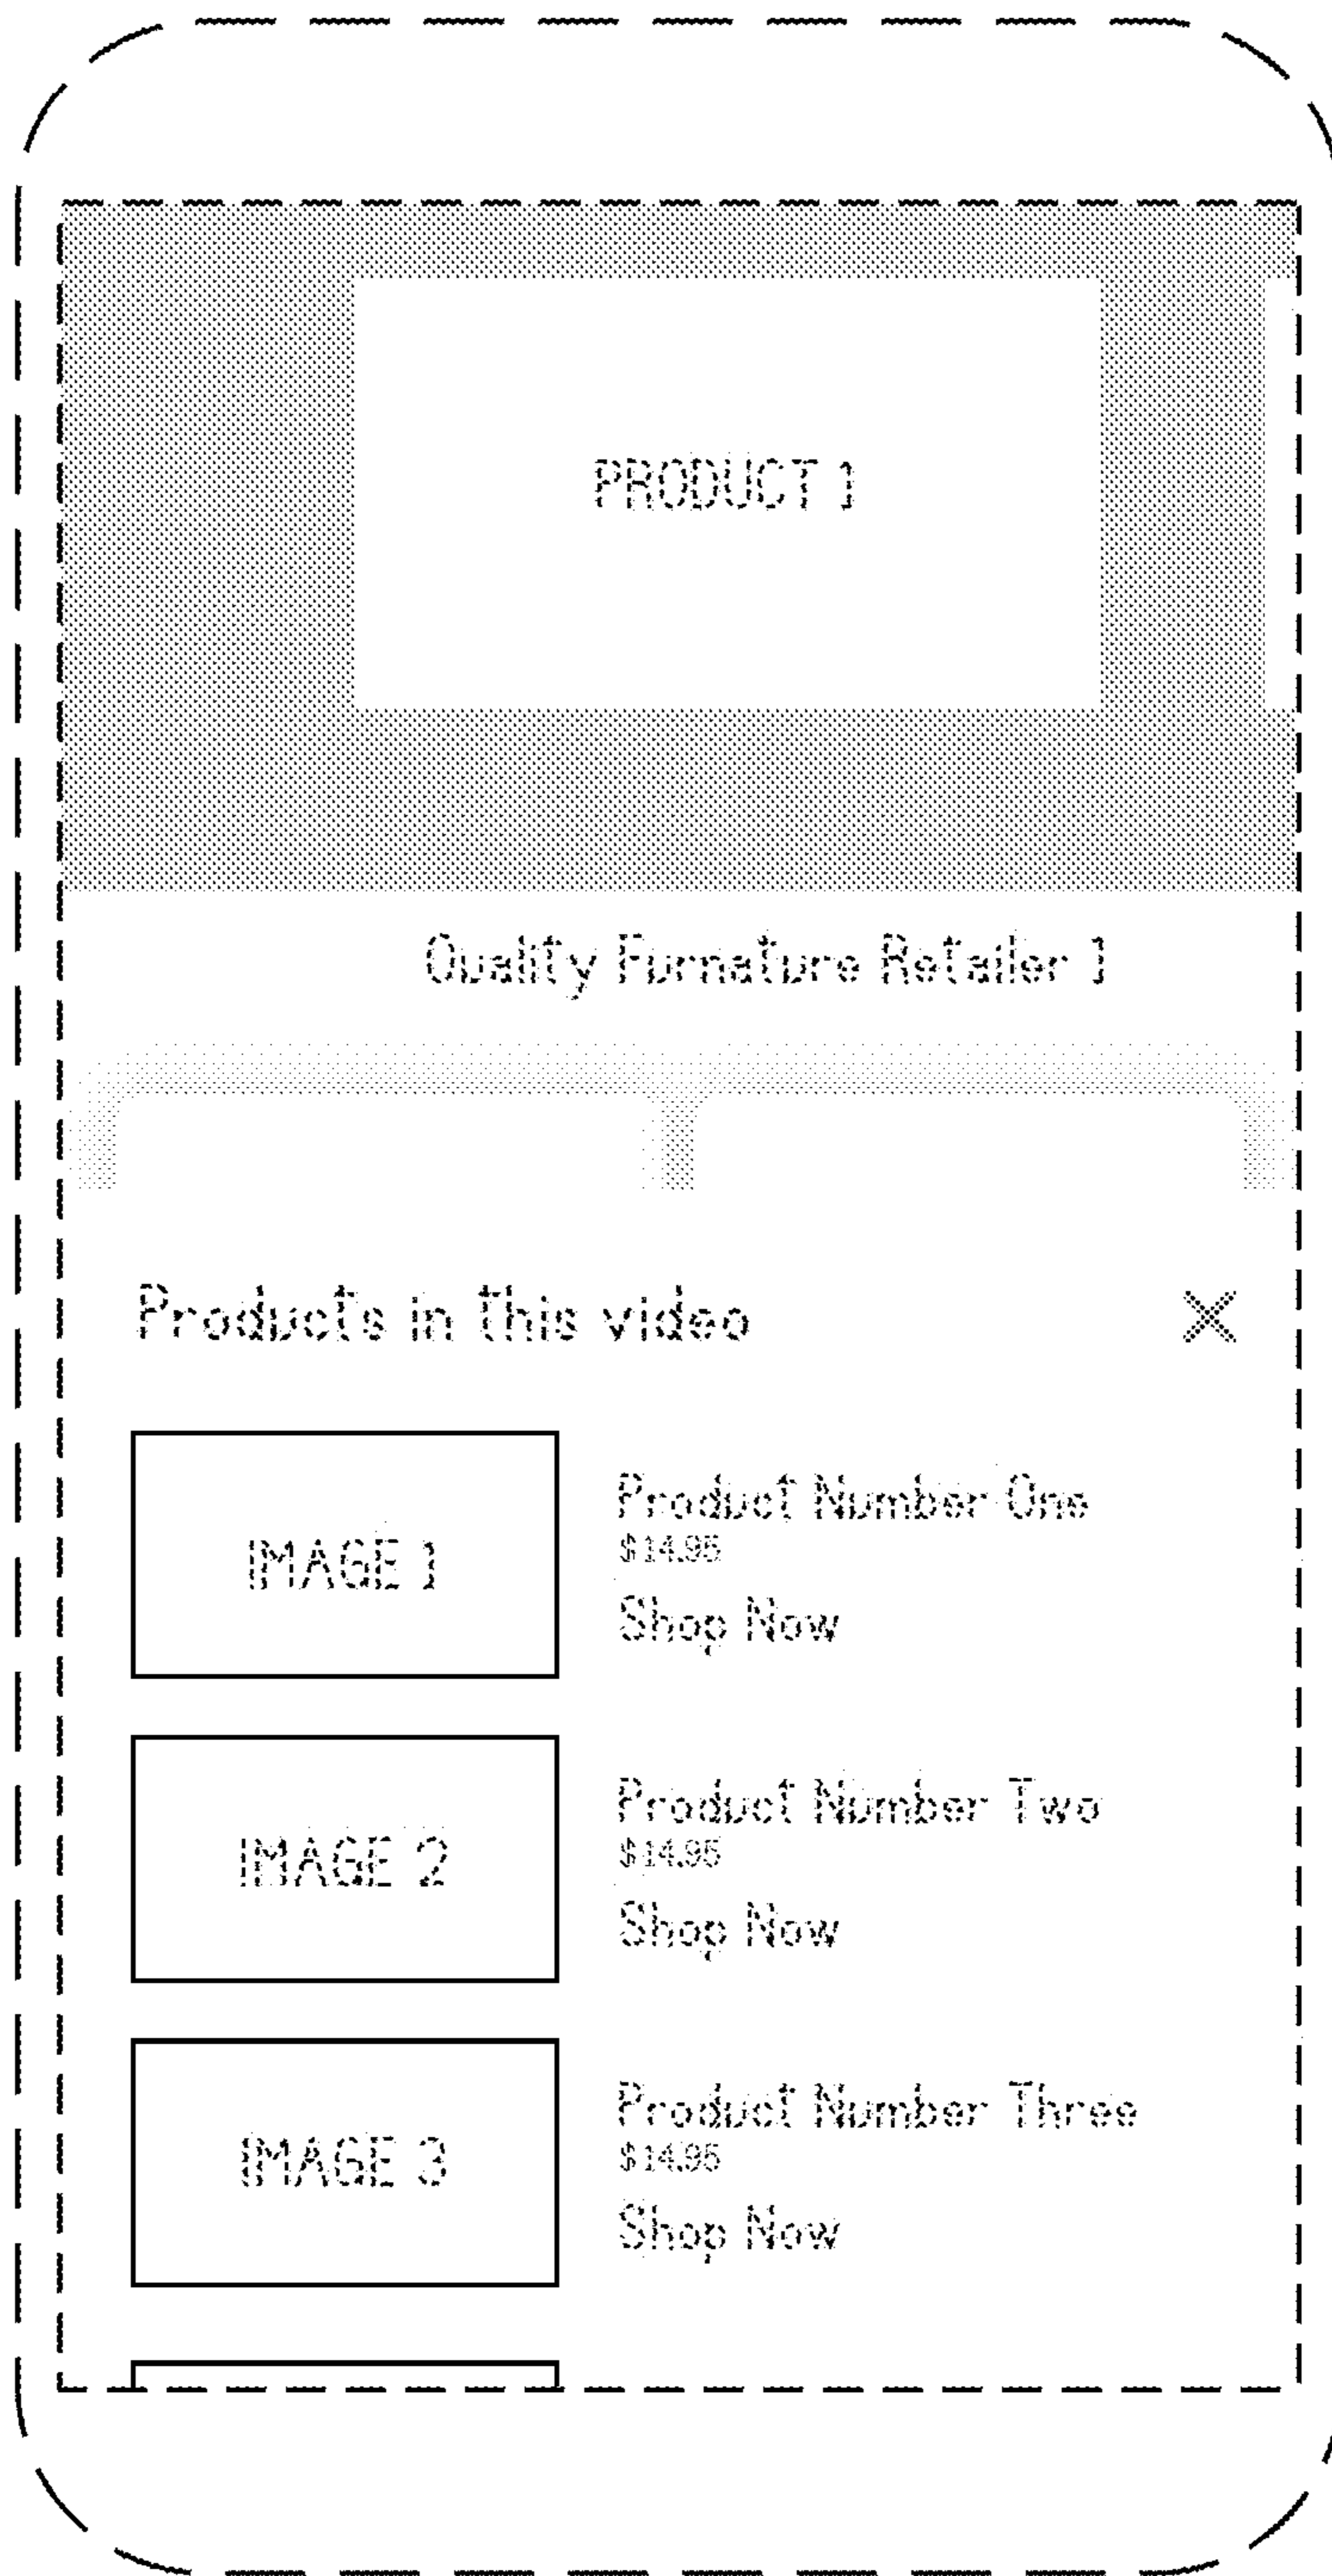 PRODUCT 1
Quality Furnature Retailer 1
Products in this video
IMAGE 1
Product Number One
$14.95
Shop Now
IMAGE 2
Product Number Two
$14.95
Shop Now
IMAGE 3
Product Number Three
$14.95
Shop Now